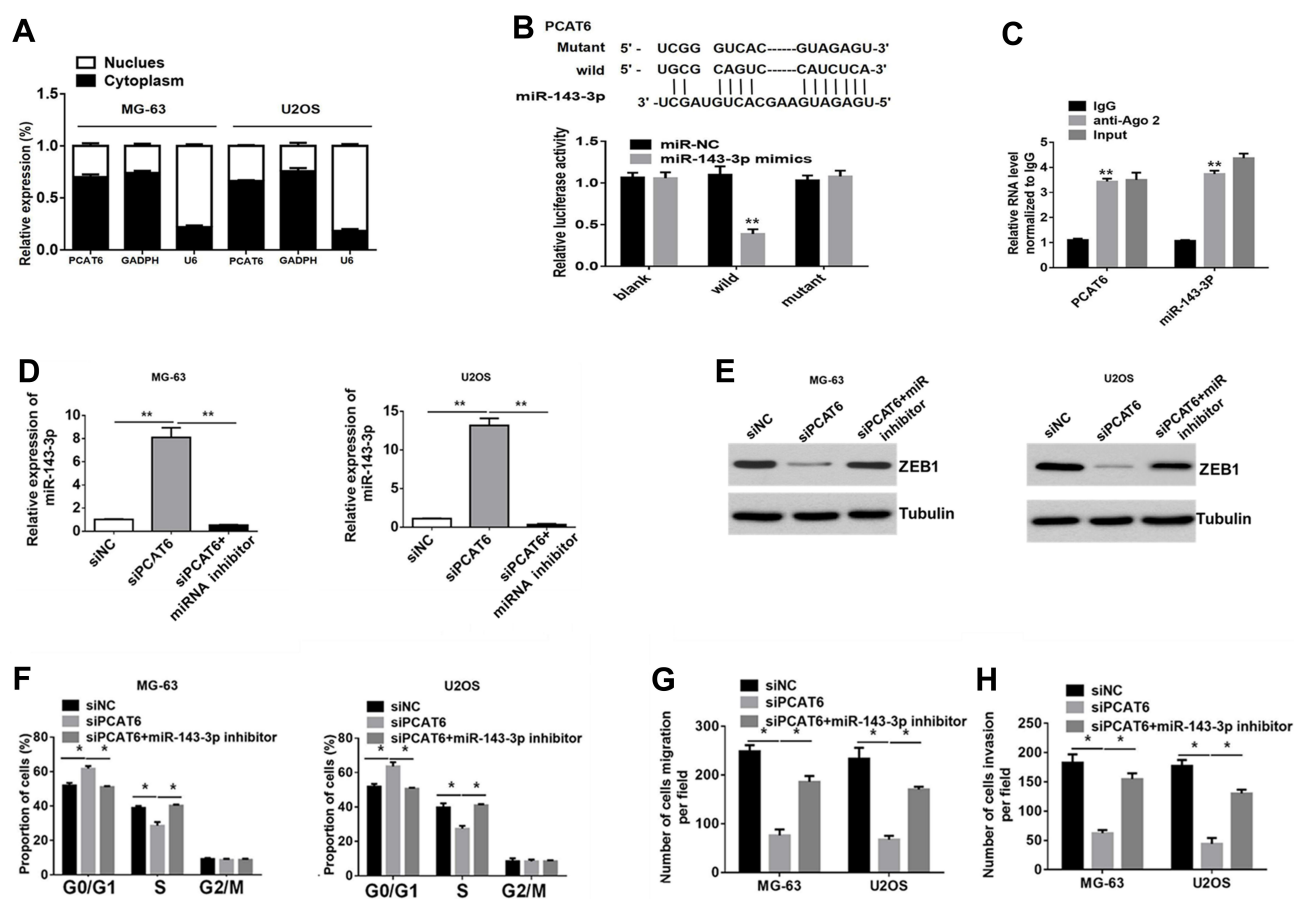 A
Nuclues
Cytoplasm
MG-63
U2OS
Relative expression (%)
1.5
1.0
0.5
0.0
PCAT6
GADPH
U6
PCAT6
GADPH
U6
B
PCAT6
Mutant 5' - UCGG GUCAC------GUAGAGU-3'
wild 5' - UGCG CAGUC----CAUCUCA-3'
miR-143-3p 3' -UCGAUGUCACGAAGUAGAGU-5'
miR-NC
miR-143-3p mimics
Relative luciferase activity
1.5
1.0
0.5
0.0
**
blank
wild
mutant
C
IgG
anti-Ago 2
Input
Relative RNA level
normalized to IgG
5
4
3
2
1
0
**
**
PCAT6
miR-143-3P
D
MG-63
Relative expression of
miR-143-3p
10
8
6
4
2
0
**
**
siNC
siPCAT6
siPCAT6+
miRNA inhibitor
U2OS
Relative expression of
miR-143-3p
15
10
5
0
**
**
siNC
siPCAT6
siPCAT6+
miRNA inhibitor
E
MG-63
siNC
siPCAT6
siPCAT6+miR
inhibitor
ZEB1
Tubulin
U2OS
siNC
siPCAT6
siPCAT6+miR
inhibitor
ZEB1
Tubulin
F
MG-63
siNC
siPCAT6
siPCAT6+miR-143-3p inhibitor
Proportion of cells (%)
80
60
40
20
0
*
*
*
*
G0/G1
S
G2/M
U2OS
siNC
siPCAT6
siPCAT6+miR-143-3p inhibitor
Proportion of cells (%)
80
60
40
20
0
*
*
*
*
G0/G1
S
G2/M
G
siNC
siPCAT6
siPCAT6+miR-143-3p inhibitor
Number of cells migration
per field
300
200
100
0
*
*
*
*
MG-63
U2OS
H
siNC
siPCAT6
siPCAT6+miR-143-3p inhibitor
Number of cells invasion
per field
250
200
150
100
50
0
*
*
*
*
MG-63
U2OS